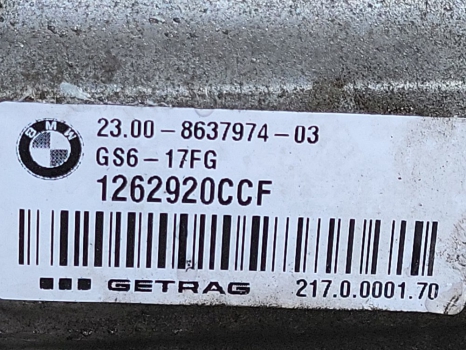 BMW
23.00-8637974-03
GS6-17FG
1262920CCF
GETRAG 217.0.0001.70